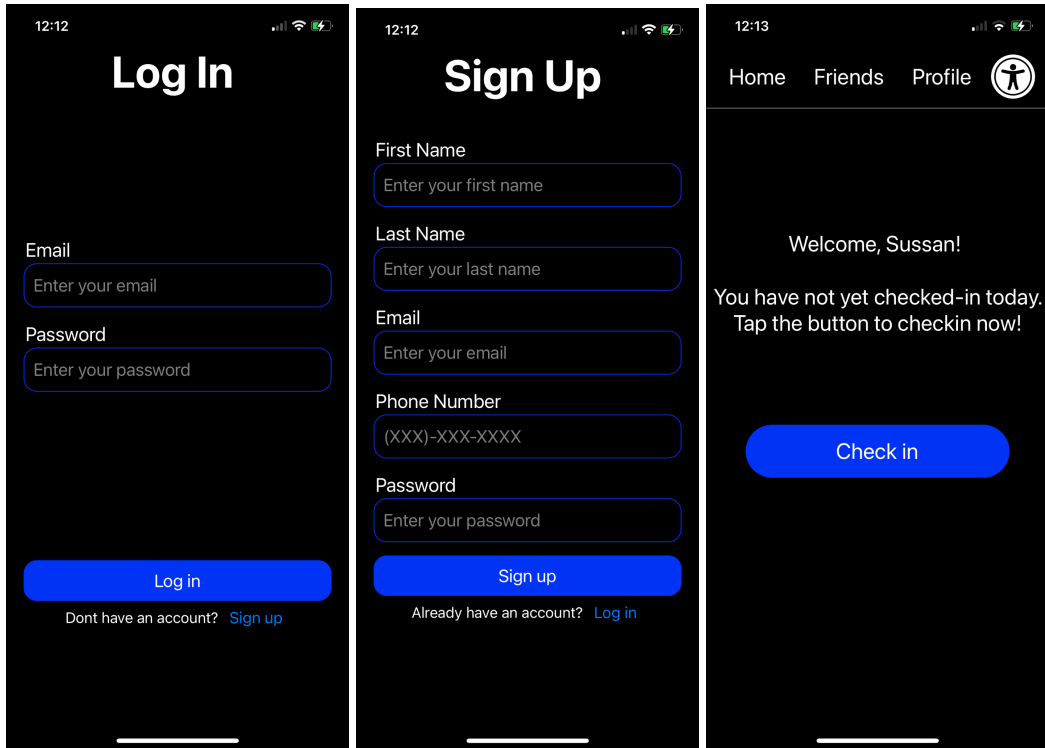 12:12
Log In
Email
Enter your email
Password
Enter your password
Log in
Dont have an account? Sign up
12:12
Sign Up
First Name
Enter your first name
Last Name
Enter your last name
Email
Enter your email
Phone Number
(XXX)-XXX-XXXX
Password
Enter your password
Sign up
Already have an account? Log in
12:13
Home Friends Profile
Welcome, Sussan!
You have not yet checked-in today.
Tap the button to checkin now!
Check in